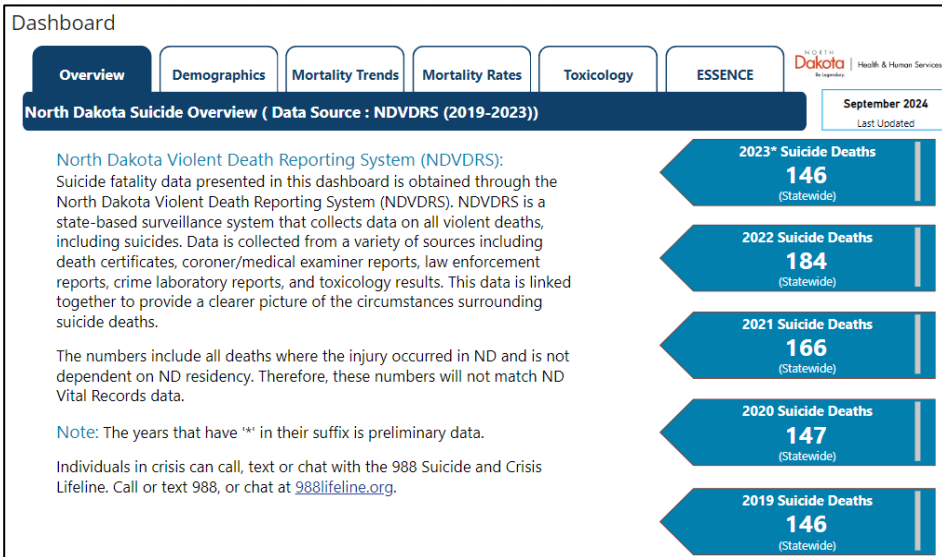 Dashboard
Overview
Demographics
Mortality Trends
Mortality Rates
Toxicology
ESSENCE
NORTH
Dakota | Health & Human Services
Be Legendary
North Dakota Suicide Overview ( Data Source : NDVDRS (2019-2023))
September 2024
Last Updated
North Dakota Violent Death Reporting System (NDVDRS):
Suicide fatality data presented in this dashboard is obtained through the
North Dakota Violent Death Reporting System (NDVDRS). NDVDRS is a
state-based surveillance system that collects data on all violent deaths,
including suicides. Data is collected from a variety of sources including
death certificates, coroner/medical examiner reports, law enforcement
reports, crime laboratory reports, and toxicology results. This data is linked
together to provide a clearer picture of the circumstances surrounding
suicide deaths.
The numbers include all deaths where the injury occurred in ND and is not
dependent on ND residency. Therefore, these numbers will not match ND
Vital Records data.
Note: The years that have '*' in their suffix is preliminary data.
Individuals in crisis can call, text or chat with the 988 Suicide and Crisis
Lifeline. Call or text 988, or chat at 988lifeline.org.
2023* Suicide Deaths
146
(Statewide)
2022 Suicide Deaths
184
(Statewide)
2021 Suicide Deaths
166
(Statewide)
2020 Suicide Deaths
147
(Statewide)
2019 Suicide Deaths
146
(Statewide)